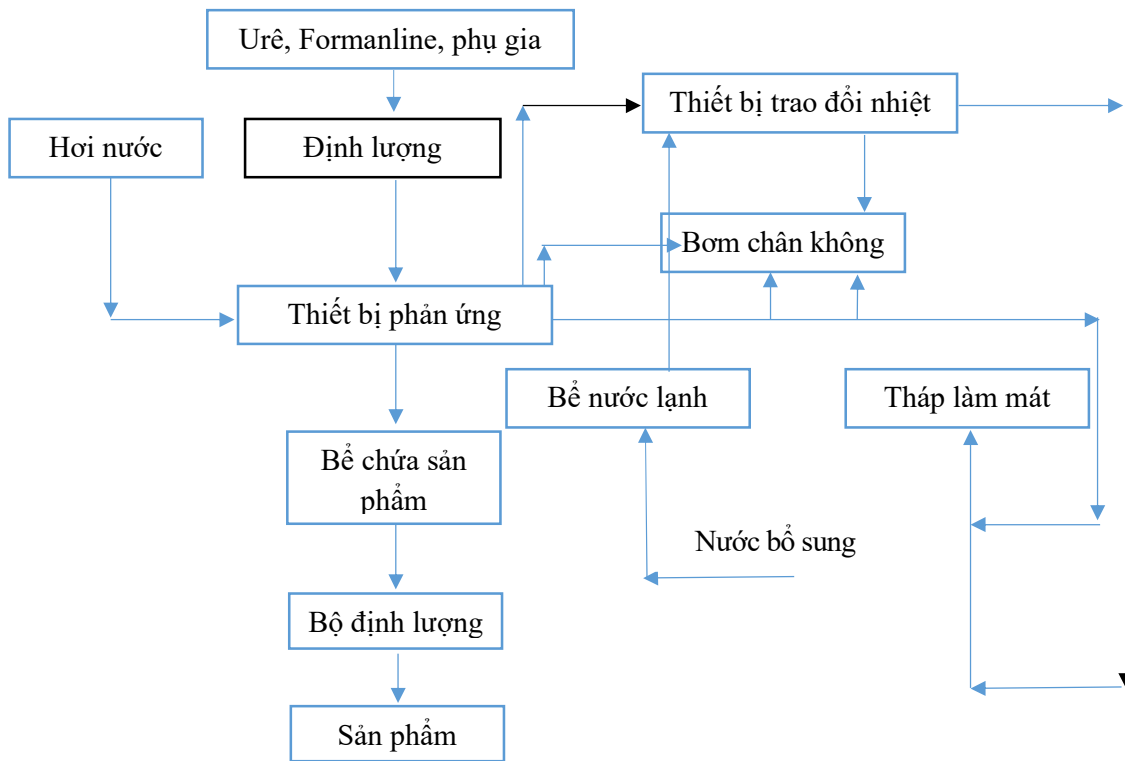 Urê, Formanline, phụ gia
Thiết bị trao đổi nhiệt
Hơi nước
Định lượng
Bơm chân không
Thiết bị phản ứng
Bể nước lạnh
Tháp làm mát
Bể chứa sản
phẩm
Nước bổ sung
Bộ định lượng
Sản phẩm